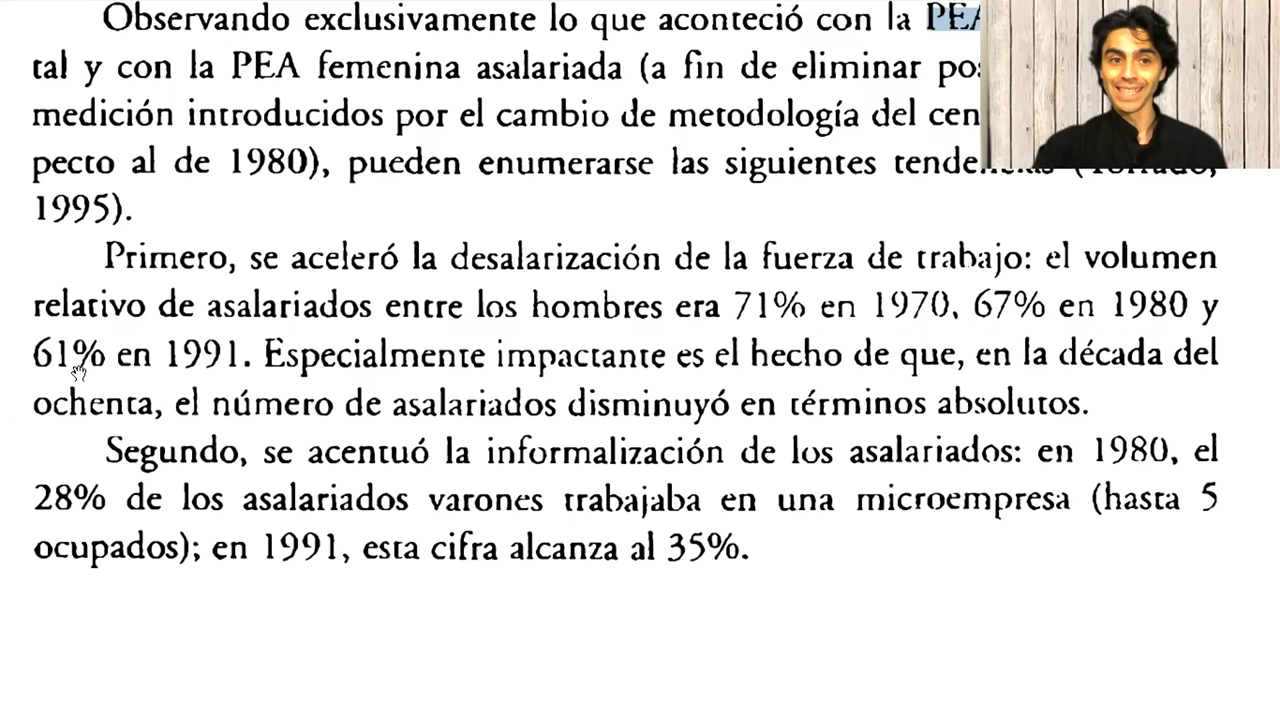 Observando exclusivamente lo que aconteció con la PEA
tal y con la PEA femenina asalariada (a fin de eliminar
medición introducidos por el cambio de metodología del
pecto al de 1980), pueden enumerarse las siguientes
1995).
Primero, se aceleró la desalarización de la fuerza de trabajo: el volumen
relativo de asalariados entre los hombres era 71% en 1970, 67% en 1980 y
61% en 1991. Especialmente impactante es el hecho de que, en la década del
ochenta, el número de asalariados disminuyó en términos absolutos.
Segundo, se acentuó la informalización de los asalariados: en 1980, el
28% de los asalariados varones trabajaba en una microempresa (hasta 5
ocupados); en 1991, esta cifra alcanza al 35%.